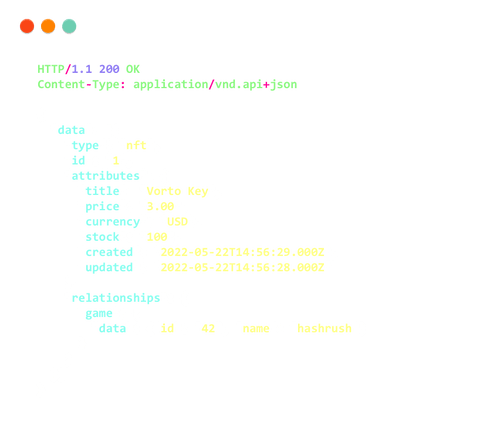 HTTP/1.1 200 OK
Content-Type: application/vnd.api+json
data
type nft
id 1
attributes
title Vorto Key
price 3.00
currency USD
stock 100
created 2022-05-22T14:56:29.000Z
updated 2022-05-22T14:56:28.000Z
relationships
game
data id 42 name hashrush